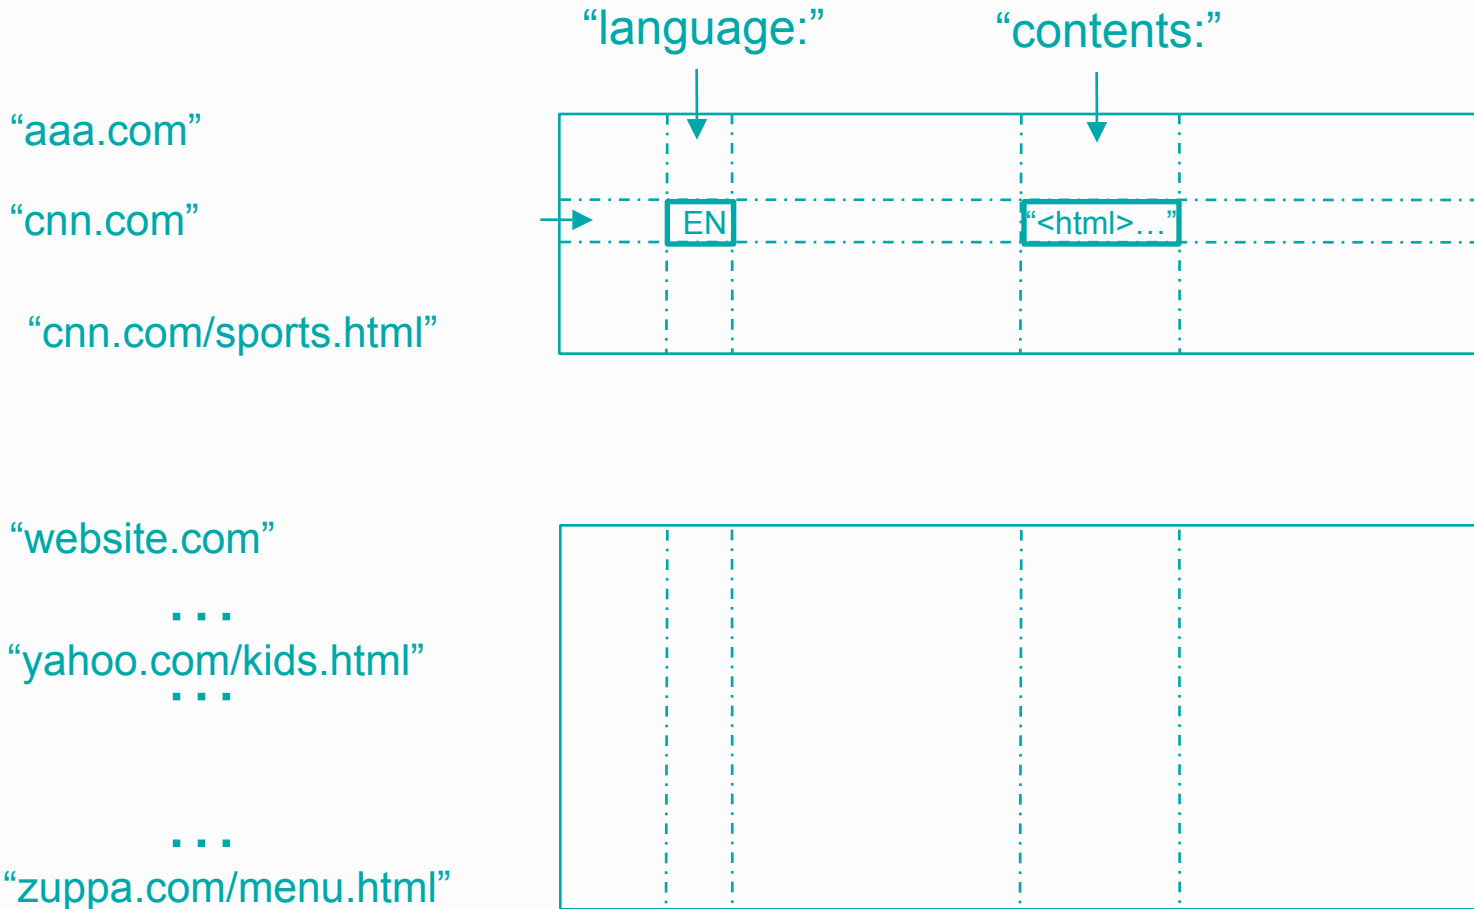 “language:” “contents:”
“aaa.com”
“cnn.com” EN “<html>…”
“cnn.com/sports.html”
“website.com”
...
“yahoo.com/kids.html”
...
...
“zuppa.com/menu.html”